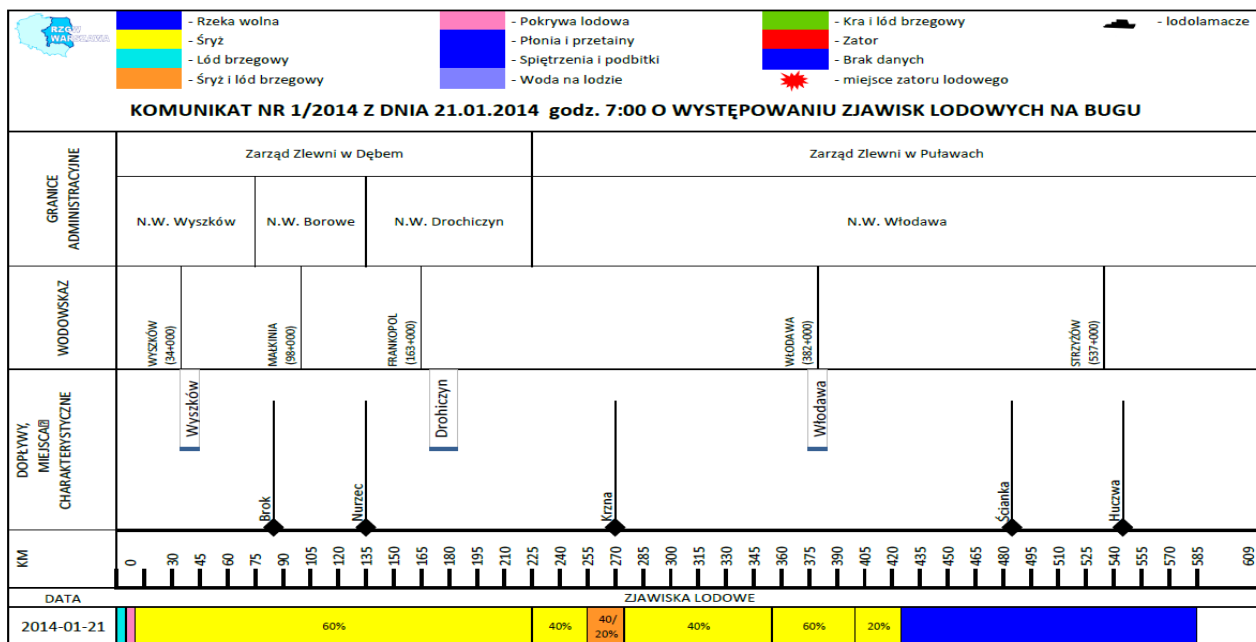 RZGW
WARSZAWA
- Rzeka wolna
- Śryż
- Lód brzegowy
- Śryż i lód brzegowy
- Pokrywa lodowa
- Płonia i przetainy
- Spiętrzenia i podbitki
- Woda na lodzie
- Kra i lód brzegowy
- Zator
- Brak danych
- miejsce zatoru lodowego
- lodolamacze
KOMUNIKAT NR 1/2014 Z DNIA 21.01.2014 godz. 7:00 O WYSTĘPOWANIU ZJAWISK LODOWYCH NA BUGU
GRANICE
ADMINISTRACYJNE
Zarząd Zlewni w Dębem
Zarząd Zlewni w Puławach
N.W. Wyszków
N.W. Borowe
N.W. Drochiczyn
N.W. Włodawa
WODOWSKAZ
WYSZKÓW
(34+000)
MAŁKINIA
(98+000)
FRANKOPOL
(163+000)
WŁODAWA
(382+000)
STRZYŻÓW
(537+000)
DOPŁYWY,
MIEJSCA
CHARAKTERYSTYCZNE
Wyszków
Drohiczyn
Włodawa
Brok
Nurzec
Krzna
Ścianka
Huczwa
KM
0 30 45 60 75 90 105 120 135 150 165 180 195 210 225 240 255 270 285 300 315 330 345 360 375 390 405 420 435 450 465 480 495 510 525 540 555 570 585 609
DATA
ZJAWISKA LODOWE
2014-01-21
60%
40%
40/
20%
40%
60%
20%